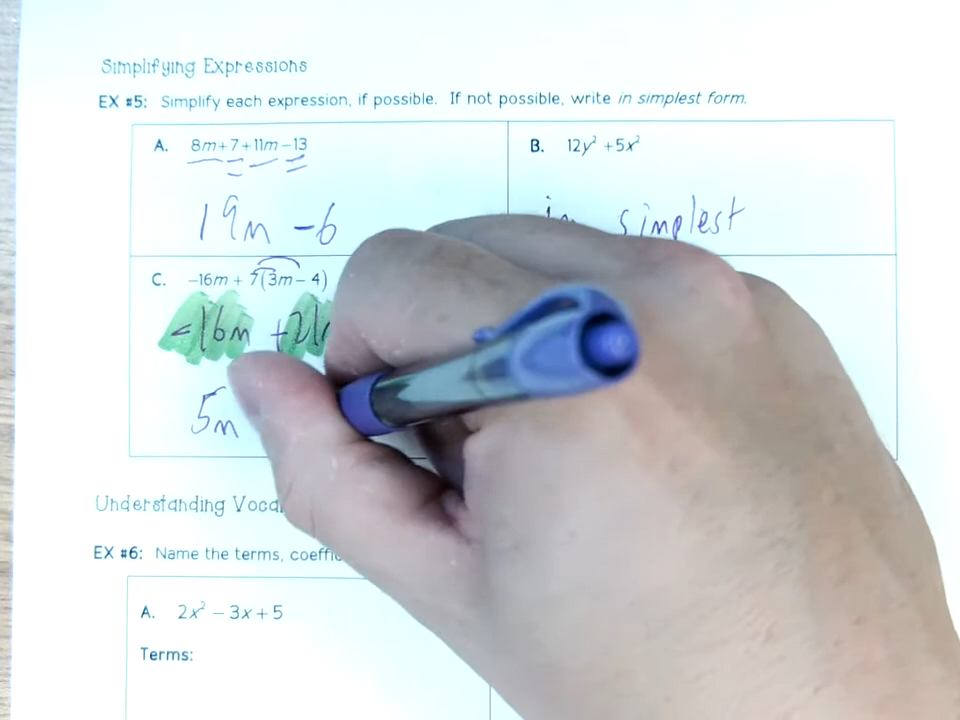 Simplifying Expressions
EX #5: Simplify each expression, if possible. If not possible, write in simplest form.
A. 8m+7+11m-13
19m -6
B. 12y² +5x²
simplest
C. -16m + 7(3m- 4)
-16m +21
5m
Understanding
EX #6: Name the terms,
A. 2x² - 3x+5
Terms: